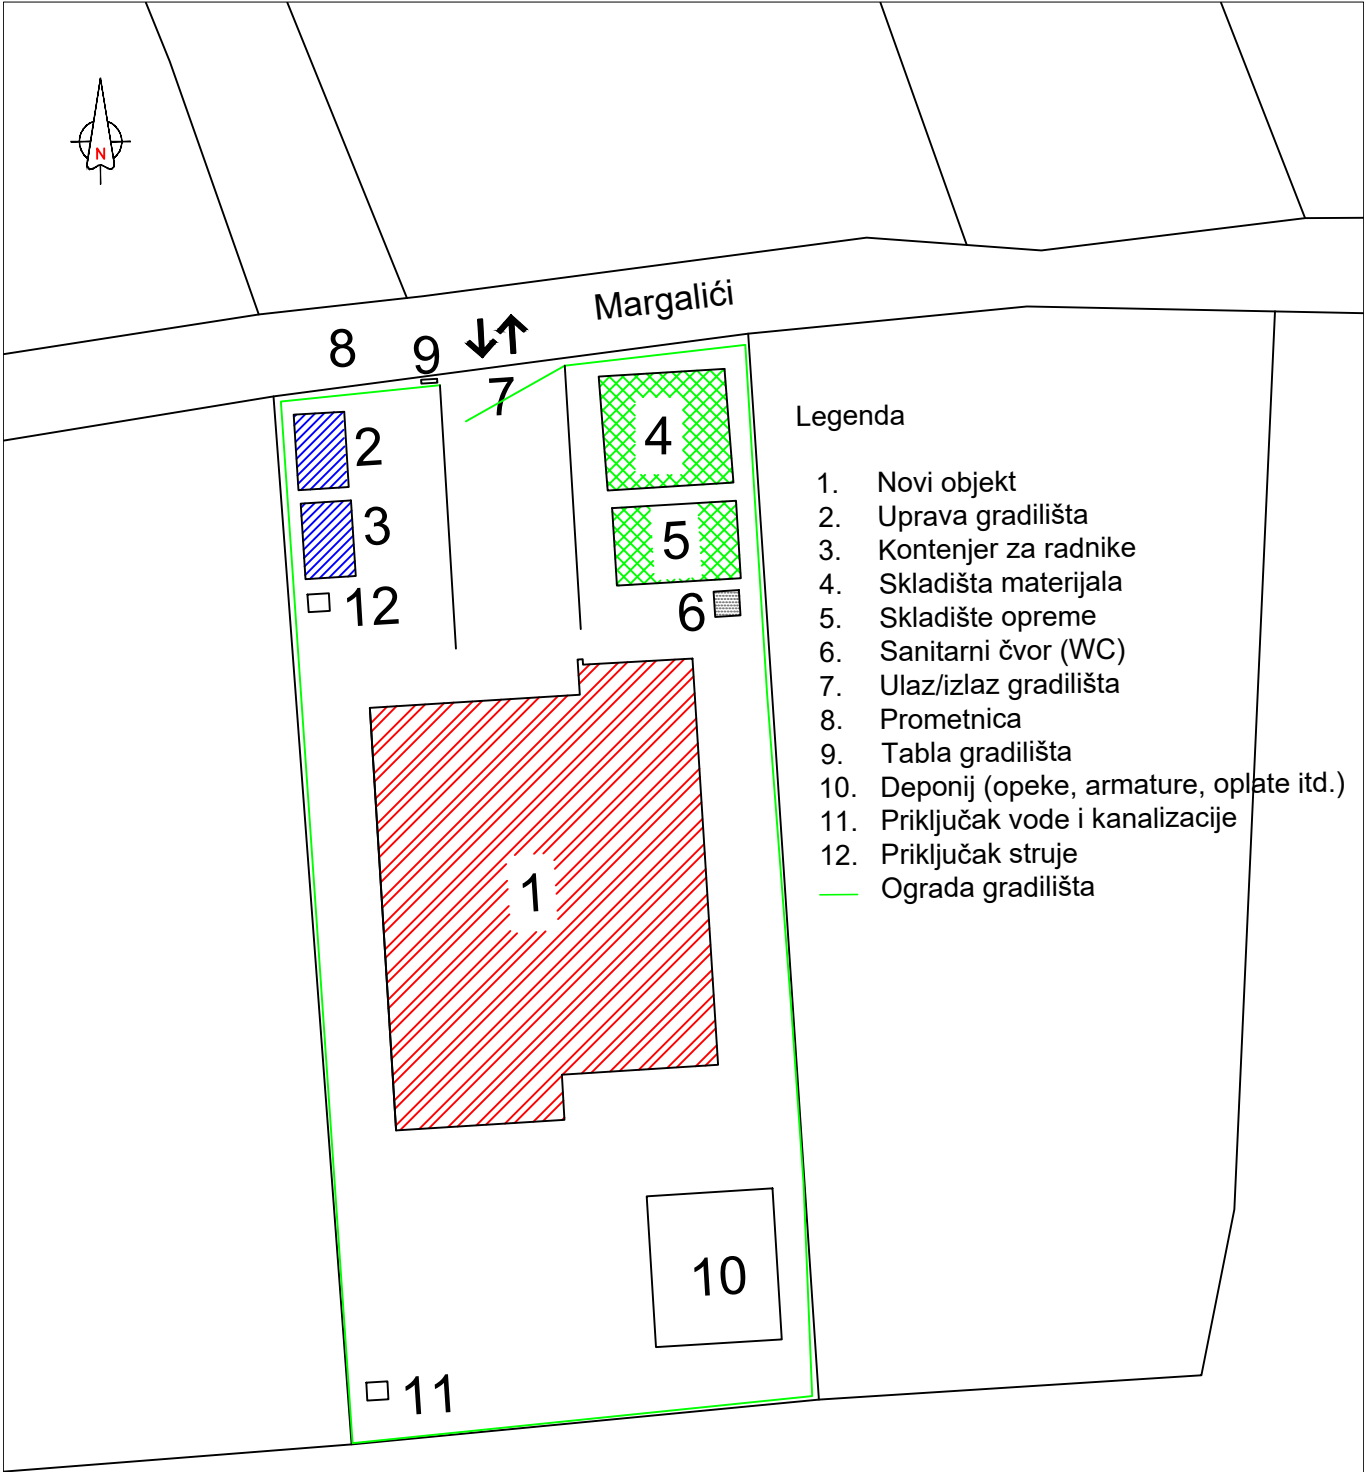 N
Margalići
8
9
7
2
4
3
5
12
6
1
10
11
Legenda
1. Novi objekt
2. Uprava gradilišta
3. Kontenjer za radnike
4. Skladišta materijala
5. Skladište opreme
6. Sanitarni čvor (WC)
7. Ulaz/izlaz gradilišta
8. Prometnica
9. Tabla gradilišta
10. Deponij (opeke, armature, oplate itd.)
11. Priključak vode i kanalizacije
12. Priključak struje
Ograda gradilišta